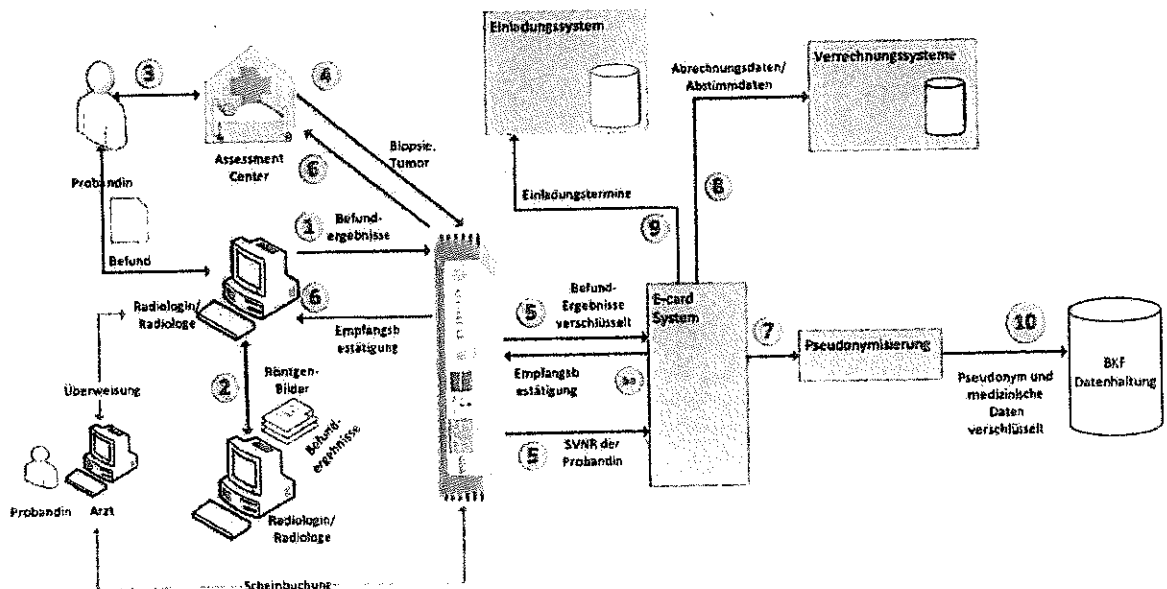 Einladungssystem
Verrechnungssysteme
Abrechnungsdaten/
Abstimmdaten
3
4
Biopsie,
Tumor
Assessment
Center
6
Probandin
Einladungstermine
8
9
1
Befund-
ergebnisse
Befund
Radiologin/
Radiologe
6
Empfangsb
estätigung
5
Befund-
Ergebnisse
verschlüsselt
E-card
System
7
Pseudonymisierung
10
BKF
Datenhaltung
Empfangsb
estätigung
Pseudonym und
medizinische
Daten
verschlüsselt
Überweisung
2
Röntgen-
Bilder
Befund-
ergebnisse
5
SVNR der
Probandin
Probandin
Arzt
Radiologin/
Radiologe
Scheinbuchung